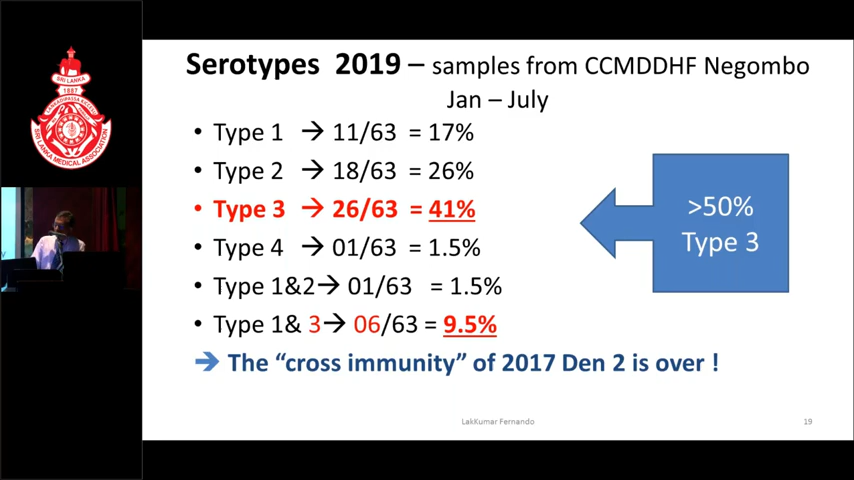 Serotypes 2019 – samples from CCMDDHF Negombo
Jan – July
• Type 1 → 11/63 = 17%
• Type 2 → 18/63 = 26%
• Type 3 → 26/63 = 41%
• Type 4 → 01/63 = 1.5%
• Type 1&2→ 01/63 = 1.5%
• Type 1& 3→ 06/63 = 9.5%
➔ The “cross immunity” of 2017 Den 2 is over !
>50%
Type 3
LakKumar Fernando
19
SRI LANKA
1887
SRI LANKA MEDICAL ASSOCIATION